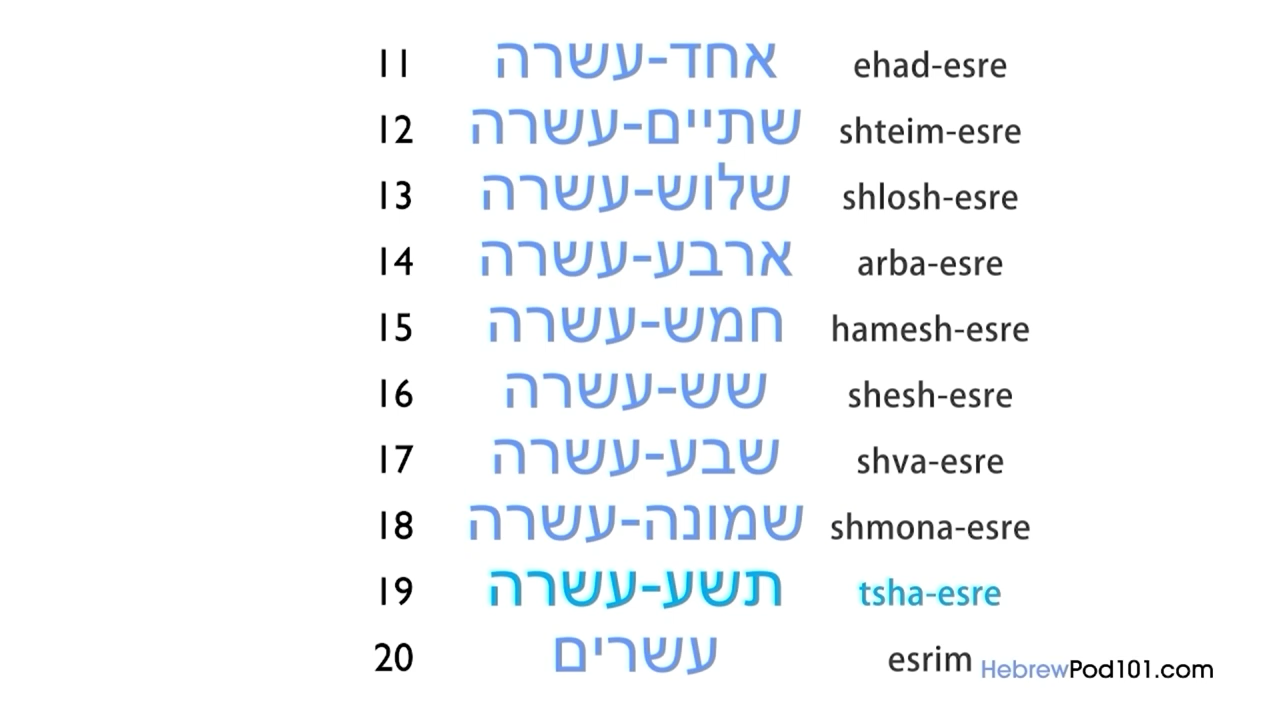 11 אחד-עשרה ehad-esre
12 שתיים-עשרה shteim-esre
13 שלוש-עשרה shlosh-esre
14 ארבע-עשרה arba-esre
15 חמש-עשרה hamesh-esre
16 שש-עשרה shesh-esre
17 שבע-עשרה shva-esre
18 שמונה-עשרה shmona-esre
19 תשע-עשרה tsha-esre
20 עשרים esrim
HebrewPod101.com